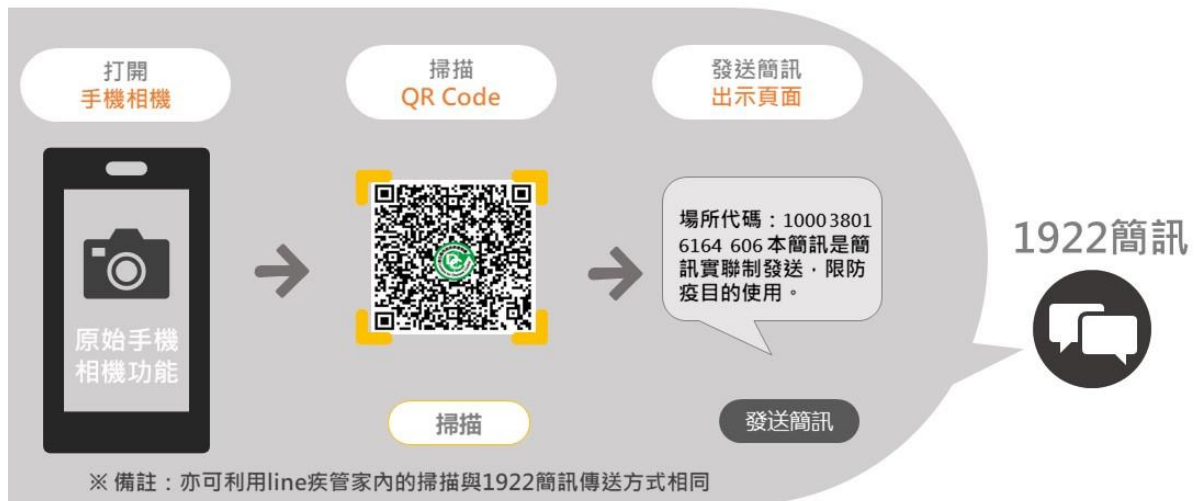 打開
手機相機
掃描
QR Code
發送簡訊
出示頁面
原始手機
相機功能
場所代碼：1000 3801
6164 606 本簡訊是簡
訊實聯制發送，限防
疫目的使用。
1922簡訊
掃描
發送簡訊
※ 備註：亦可利用line疾管家內的掃描與1922簡訊傳送方式相同